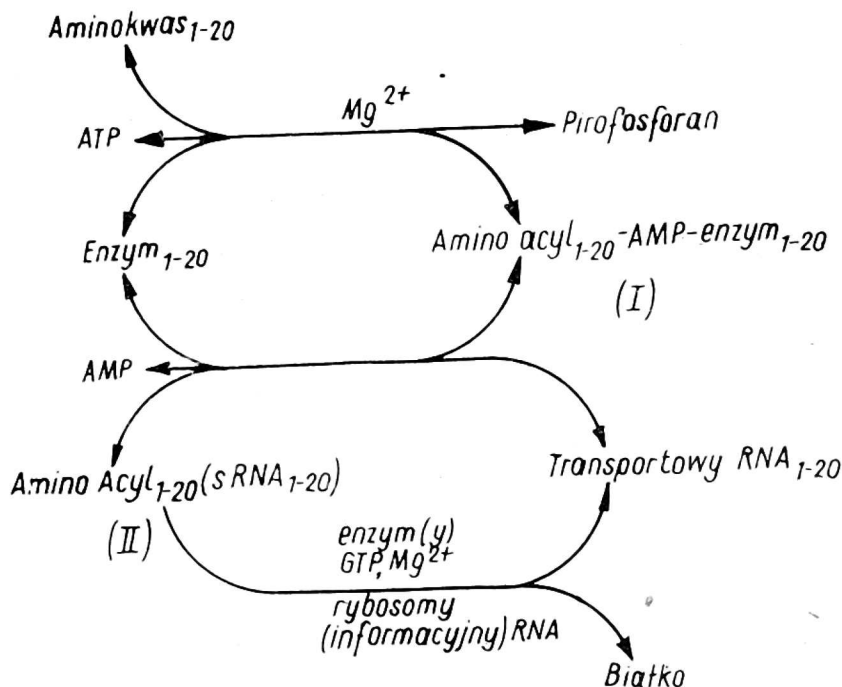 Aminokwas1-20
Mg2+
ATP
Pirofosforan
Enzym1-20
Amino acyl1-20-AMP-enzym1-20
(I)
AMP
Amino Acyl1-20(sRNA1-20)
Transportowy RNA1-20
(II)
enzym(y)
GTP, Mg2+
rybosomy
(informacyjny) RNA
Białko